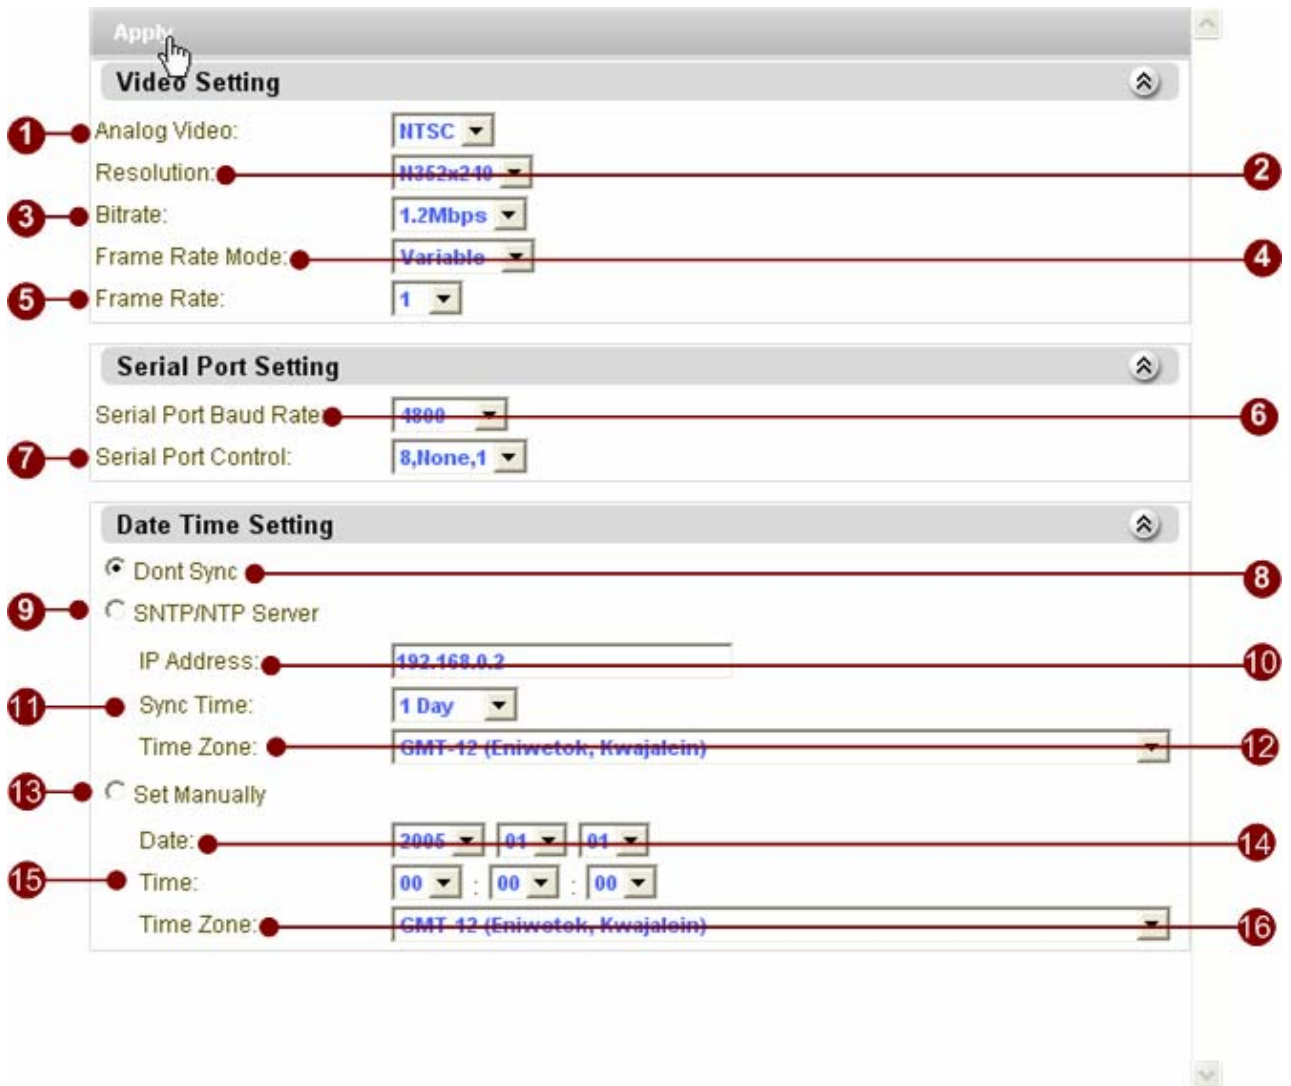 Apply
Video Setting
1 Analog Video: NTSC
Resolution: N352x240 2
3 Bitrate: 1.2Mbps
Frame Rate Mode: Variable 4
5 Frame Rate: 1
Serial Port Setting
Serial Port Baud Rate: 4800 6
7 Serial Port Control: 8,None,1
Date Time Setting
Dont Sync 8
9 SNTP/NTP Server
IP Address: 192.168.0.2 10
11 Sync Time: 1 Day
Time Zone: GMT-12 (Eniwetok, Kwajalein) 12
13 Set Manually
Date: 2005 01 01 14
15 Time: 00 : 00 : 00
Time Zone: GMT-12 (Eniwetok, Kwajalein) 16